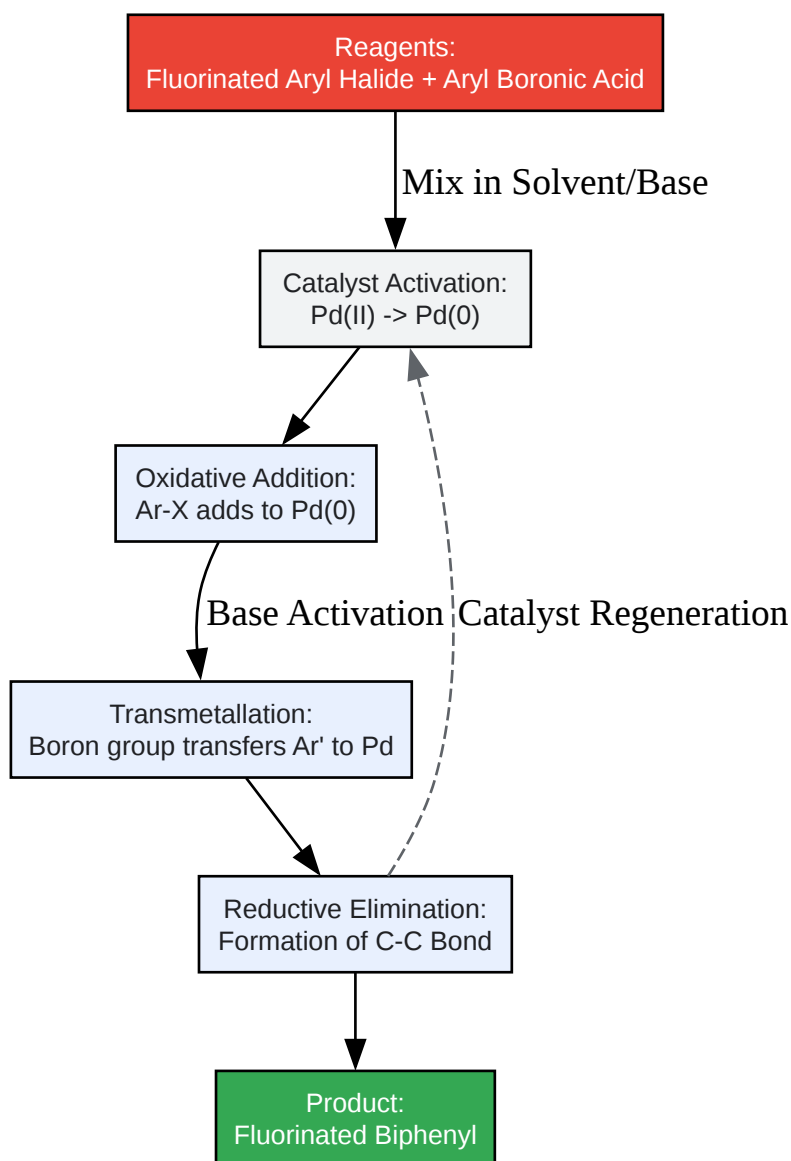 Reagents:
Fluorinated Aryl Halide + Aryl Boronic Acid
Mix in Solvent/Base
Catalyst Activation:
Pd(II) -> Pd(0)
Oxidative Addition:
Ar-X adds to Pd(0)
Base Activation
Catalyst Regeneration
Transmetallation:
Boron group transfers Ar' to Pd
Reductive Elimination:
Formation of C-C Bond
Product:
Fluorinated Biphenyl